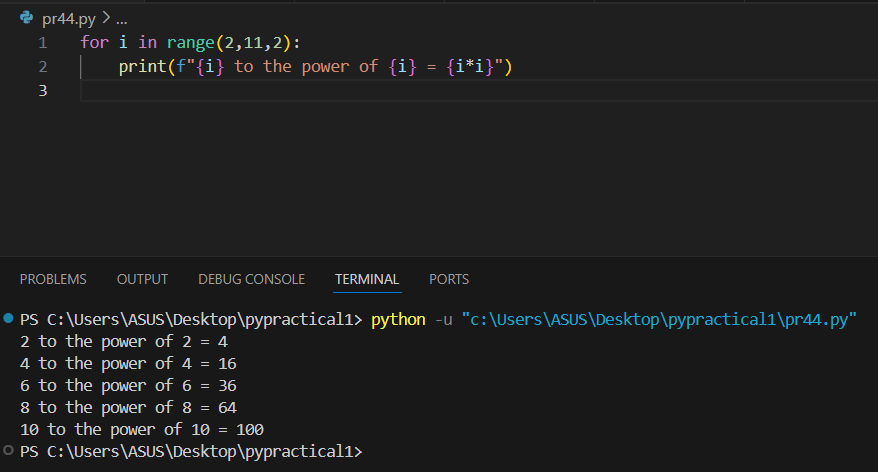 pr44.py > ...
1 for i in range(2,11,2):
2     print(f"{i} to the power of {i} = {i*i}")
3
PROBLEMS OUTPUT DEBUG CONSOLE TERMINAL PORTS
PS C:\Users\ASUS\Desktop\pypractical1> python -u "c:\Users\ASUS\Desktop\pypractical1\pr44.py"
2 to the power of 2 = 4
4 to the power of 4 = 16
6 to the power of 6 = 36
8 to the power of 8 = 64
10 to the power of 10 = 100
PS C:\Users\ASUS\Desktop\pypractical1>